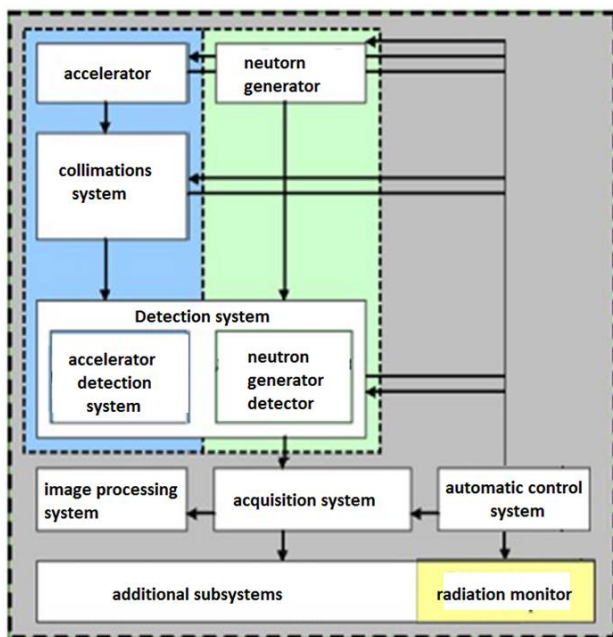 accelerator
neutorn
generator
collimations
system
Detection system
accelerator
detection
system
neutron
generator
detector
image processing
system
acquisition system
automatic control
system
additional subsystems
radiation monitor